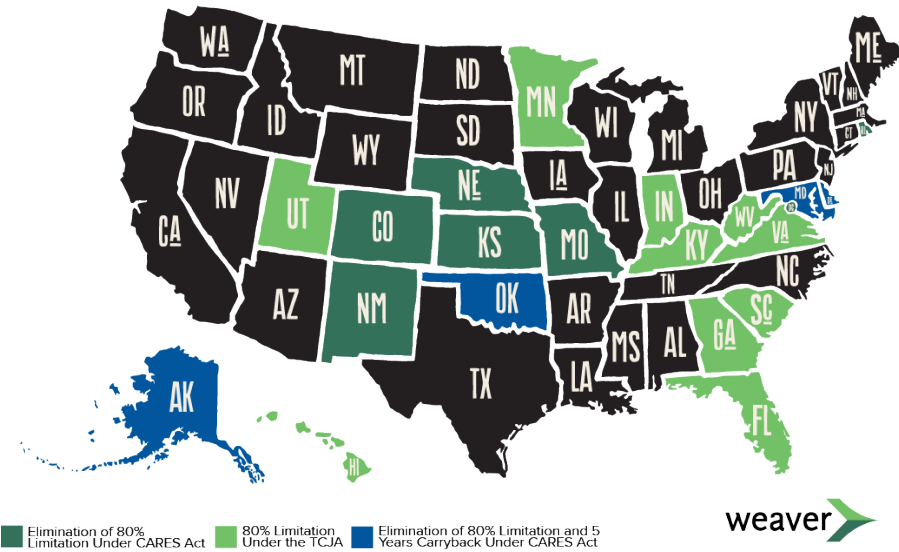 WA
MT
ND
MN
ME
VT
NH
OR
ID
SD
WI
NY
MA
WY
MI
CT
IA
PA
NJ
NE
NV
UT
CO
IL
IN
OH
MD
WV
CA
KS
MO
KY
VA
TN
NC
AZ
NM
OK
AR
SC
MS
AL
GA
TX
LA
AK
FL
HI
weaver
Elimination of 80%
Limitation Under CARES Act
80% Limitation
Under the TCJA
Elimination of 80% Limitation and 5
Years Carryback Under CARES Act